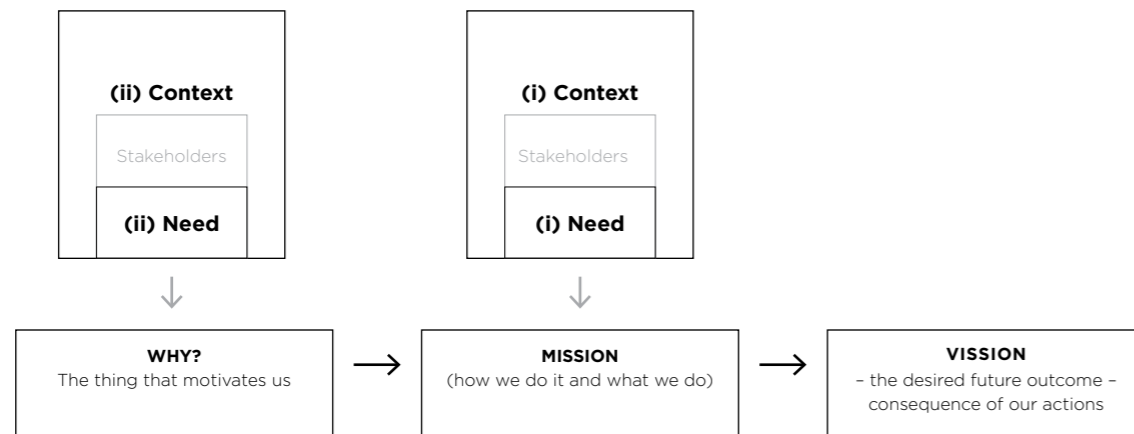 (ii) Context
Stakeholders
(ii) Need
(i) Context
Stakeholders
(i) Need
WHY?
The thing that motivates us
MISSION
(how we do it and what we do)
VISSION
– the desired future outcome –
consequence of our actions